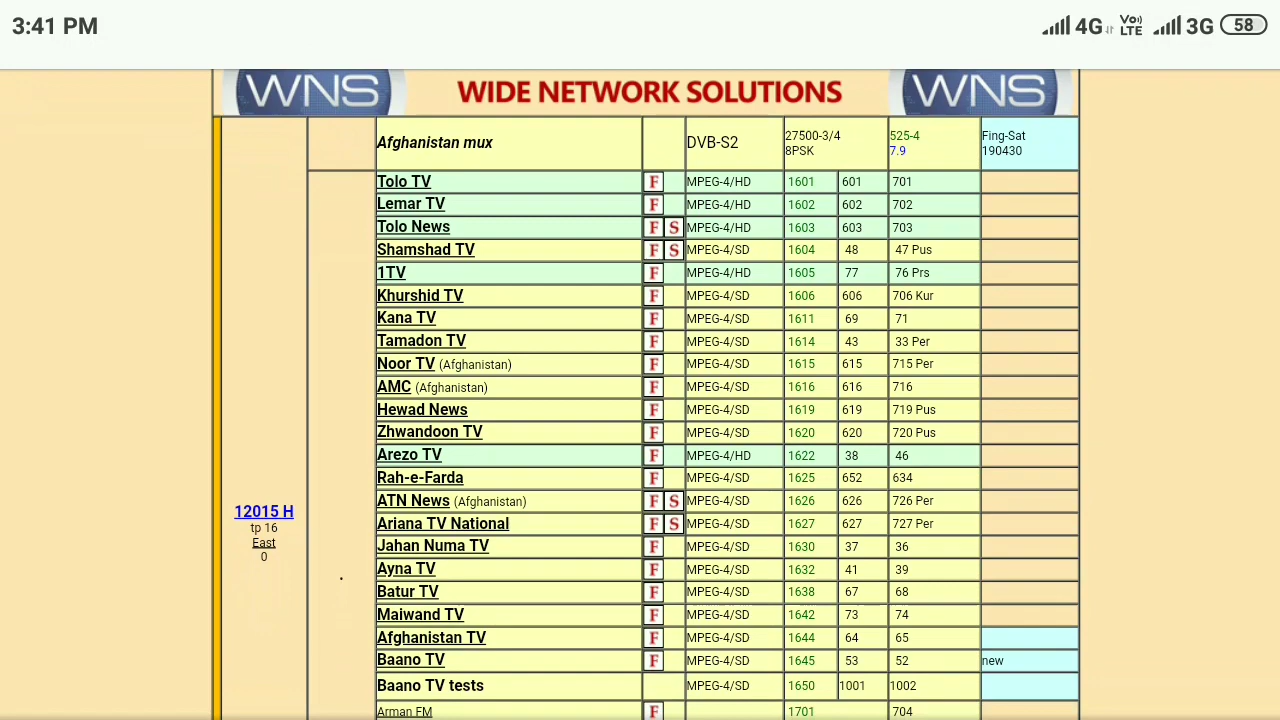 3:41 PM 4G VoLTE 3G 58
WNS WIDE NETWORK SOLUTIONS WNS
Afghanistan mux DVB-S2 27500-3/4 8PSK 525-4 7.9 Fing-Sat 190430
Tolo TV F MPEG-4/HD 1601 601 701
Lemar TV F MPEG-4/HD 1602 602 702
Tolo News F S MPEG-4/HD 1603 603 703
Shamshad TV F S MPEG-4/SD 1604 48 47 Pus
1TV F MPEG-4/HD 1605 77 76 Prs
Khurshid TV F MPEG-4/SD 1606 606 706 Kur
Kana TV F MPEG-4/SD 1611 69 71
Tamadon TV F MPEG-4/SD 1614 43 33 Per
Noor TV (Afghanistan) F MPEG-4/SD 1615 615 715 Per
AMC (Afghanistan) F MPEG-4/SD 1616 616 716
Hewad News F MPEG-4/SD 1619 619 719 Pus
Zhwandoon TV F MPEG-4/SD 1620 620 720 Pus
Arezo TV F MPEG-4/HD 1622 38 46
Rah-e-Farda F MPEG-4/SD 1625 652 634
ATN News (Afghanistan) F S MPEG-4/SD 1626 626 726 Per
12015 H
tp 16
East
0
Ariana TV National F S MPEG-4/SD 1627 627 727 Per
Jahan Numa TV F MPEG-4/SD 1630 37 36
Ayna TV F MPEG-4/SD 1632 41 39
Batur TV F MPEG-4/SD 1638 67 68
Maiwand TV F MPEG-4/SD 1642 73 74
Afghanistan TV F MPEG-4/SD 1644 64 65
Baano TV F MPEG-4/SD 1645 53 52 new
Baano TV tests MPEG-4/SD 1650 1001 1002
Arman FM F 1701 704